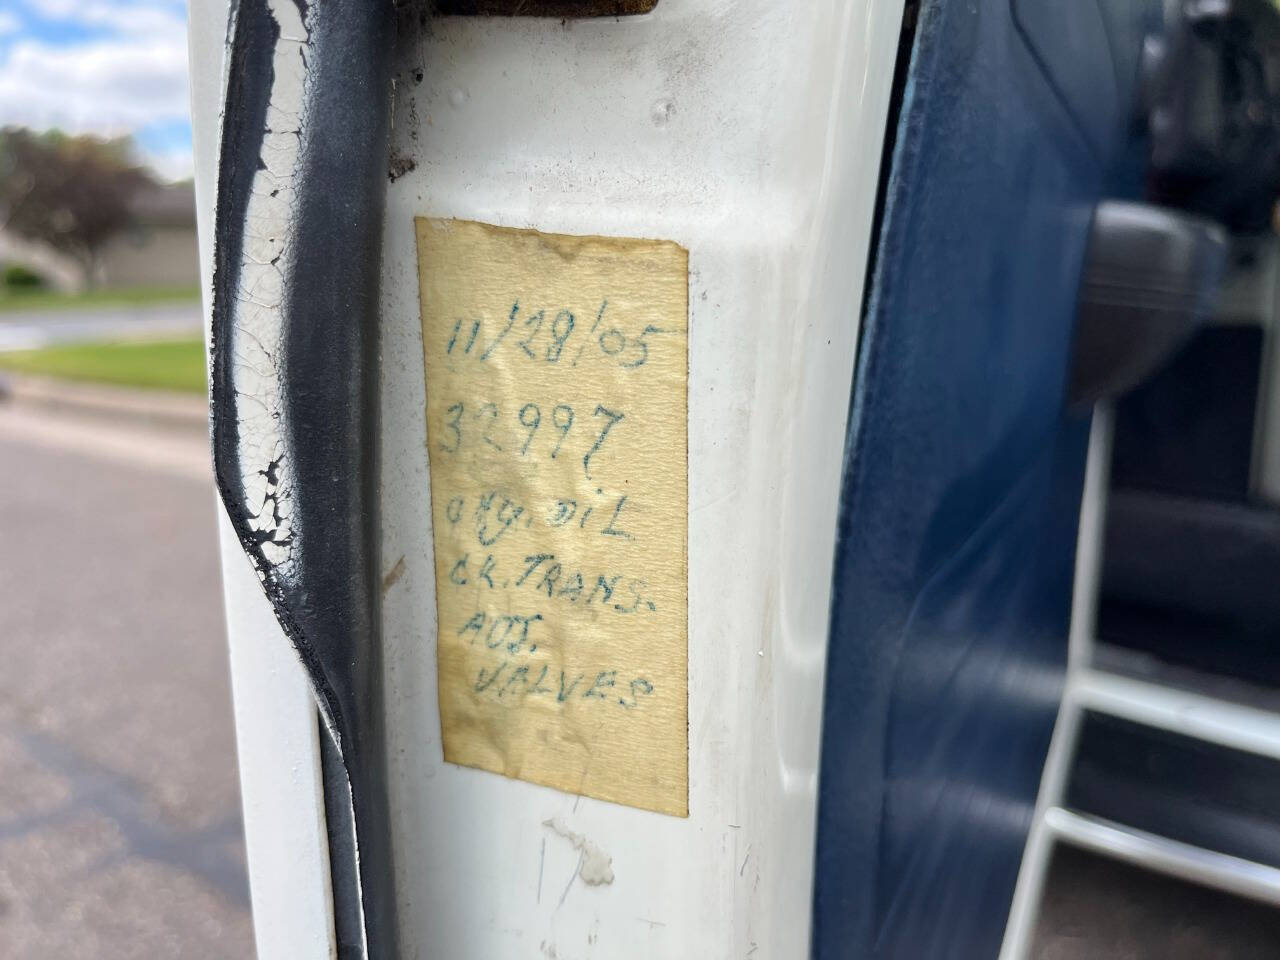 11/28/05
32997
chg. OiL
CK. TRANS.
ADJ.
VALVES